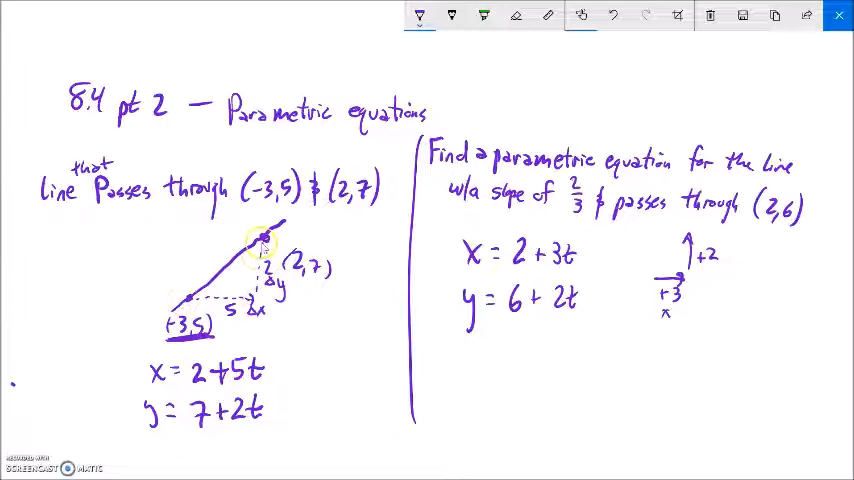 8.4 pt 2 — Parametric equations
Line that Passes through (-3,5) & (2,7)
2 (2,7)
Δy
5 Δx
(-3,5)
x = 2+5t
y = 7+2t
Find a parametric equation for the line
w/a slope of 2/3 & passes through (2,6)
x = 2+3t
y = 6+2t
+2
+3
x
RECORDED WITH
SCREENCAST MATIC